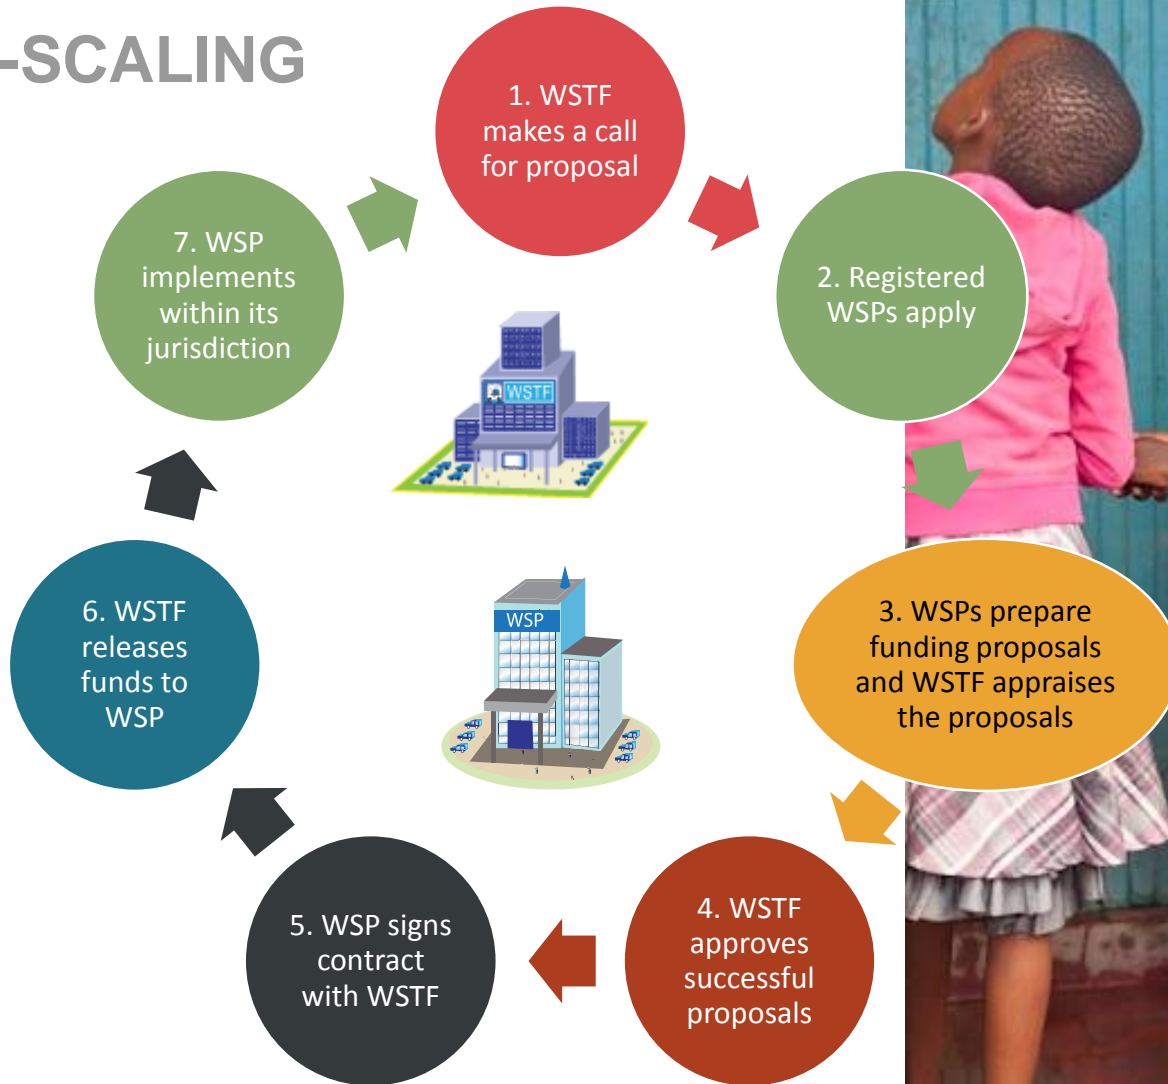 -SCALING
1. WSTF
makes a call
for proposal
2. Registered
WSPs apply
3. WSPs prepare
funding proposals
and WSTF appraises
the proposals
4. WSTF
approves
successful
proposals
5. WSP signs
contract
with WSTF
6. WSTF
releases
funds to
WSP
7. WSP
implements
within its
jurisdiction
WSTF
WSP